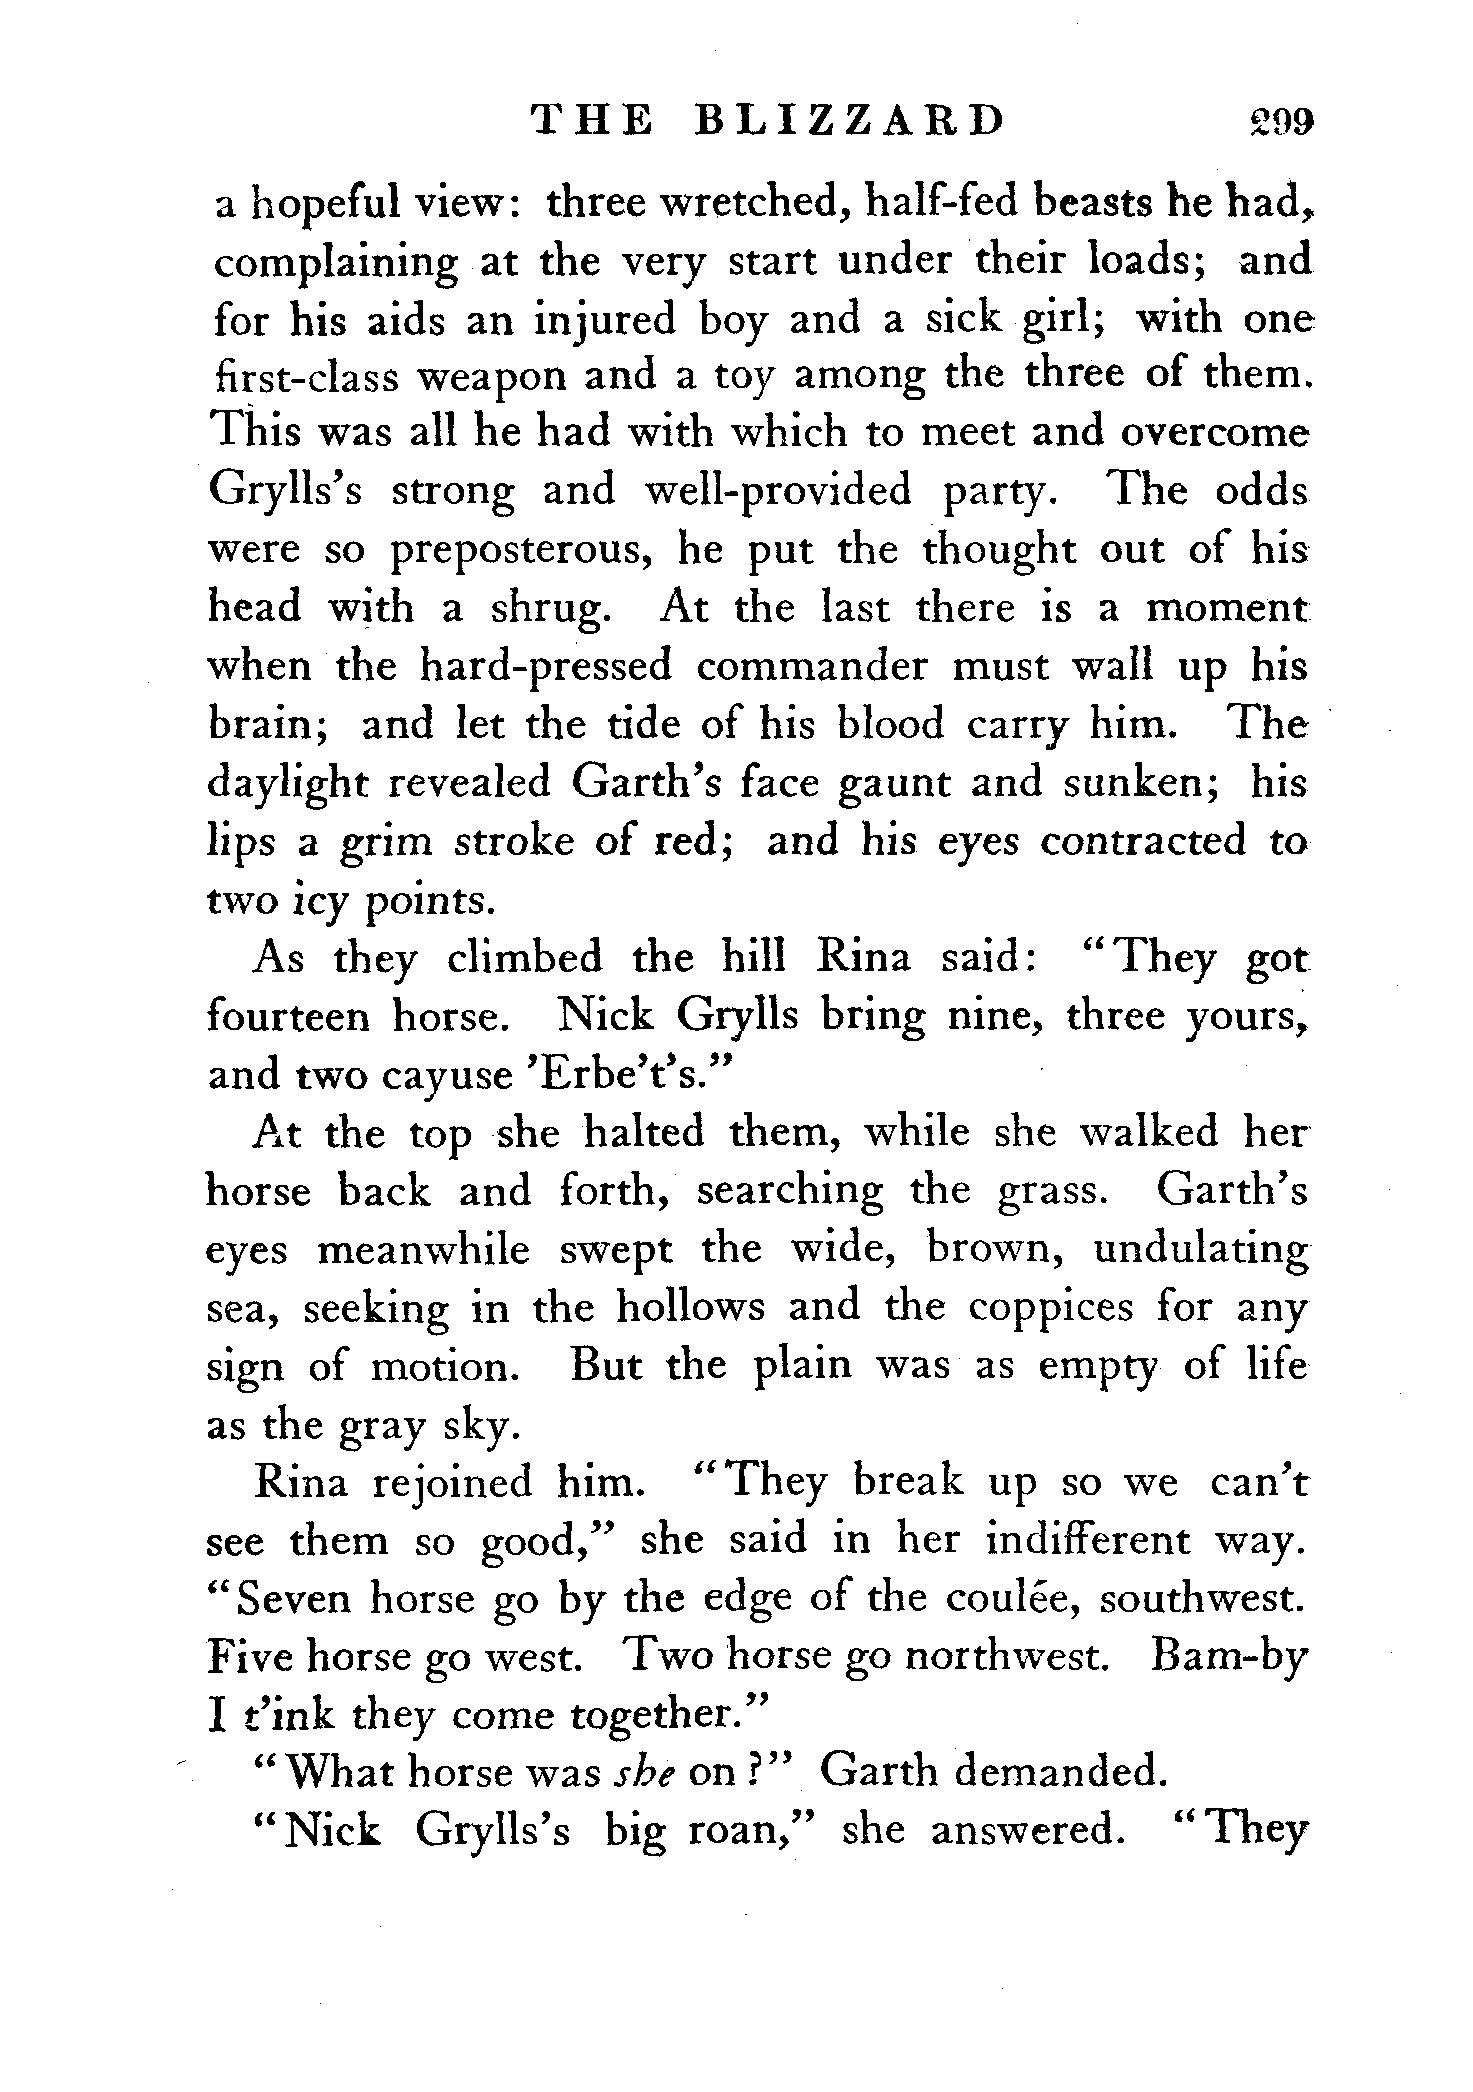 THE BLIZZARD 299
a hopeful view: three wretched, half-fed beasts he had,
complaining at the very start under their loads; and
for his aids an injured boy and a sick girl; with one
first-class weapon and a toy among the three of them.
This was all he had with which to meet and overcome
Grylls's strong and well-provided party. The odds
were so preposterous, he put the thought out of his
head with a shrug. At the last there is a moment
when the hard-pressed commander must wall up his
brain; and let the tide of his blood carry him. The
daylight revealed Garth's face gaunt and sunken; his
lips a grim stroke of red; and his eyes contracted to
two icy points.
As they climbed the hill Rina said: “They got
fourteen horse. Nick Grylls bring nine, three yours,
and two cayuse 'Erbe't's.”
At the top she halted them, while she walked her
horse back and forth, searching the grass. Garth's
eyes meanwhile swept the wide, brown, undulating
sea, seeking in the hollows and the coppices for any
sign of motion. But the plain was as empty of life
as the gray sky.
Rina rejoined him. “They break up so we can't
see them so good,” she said in her indifferent way.
“Seven horse go by the edge of the coulée, southwest.
Five horse go west. Two horse go northwest. Bam-by
I t'ink they come together.”
“What horse was she on?” Garth demanded.
“Nick Grylls's big roan,” she answered. “They